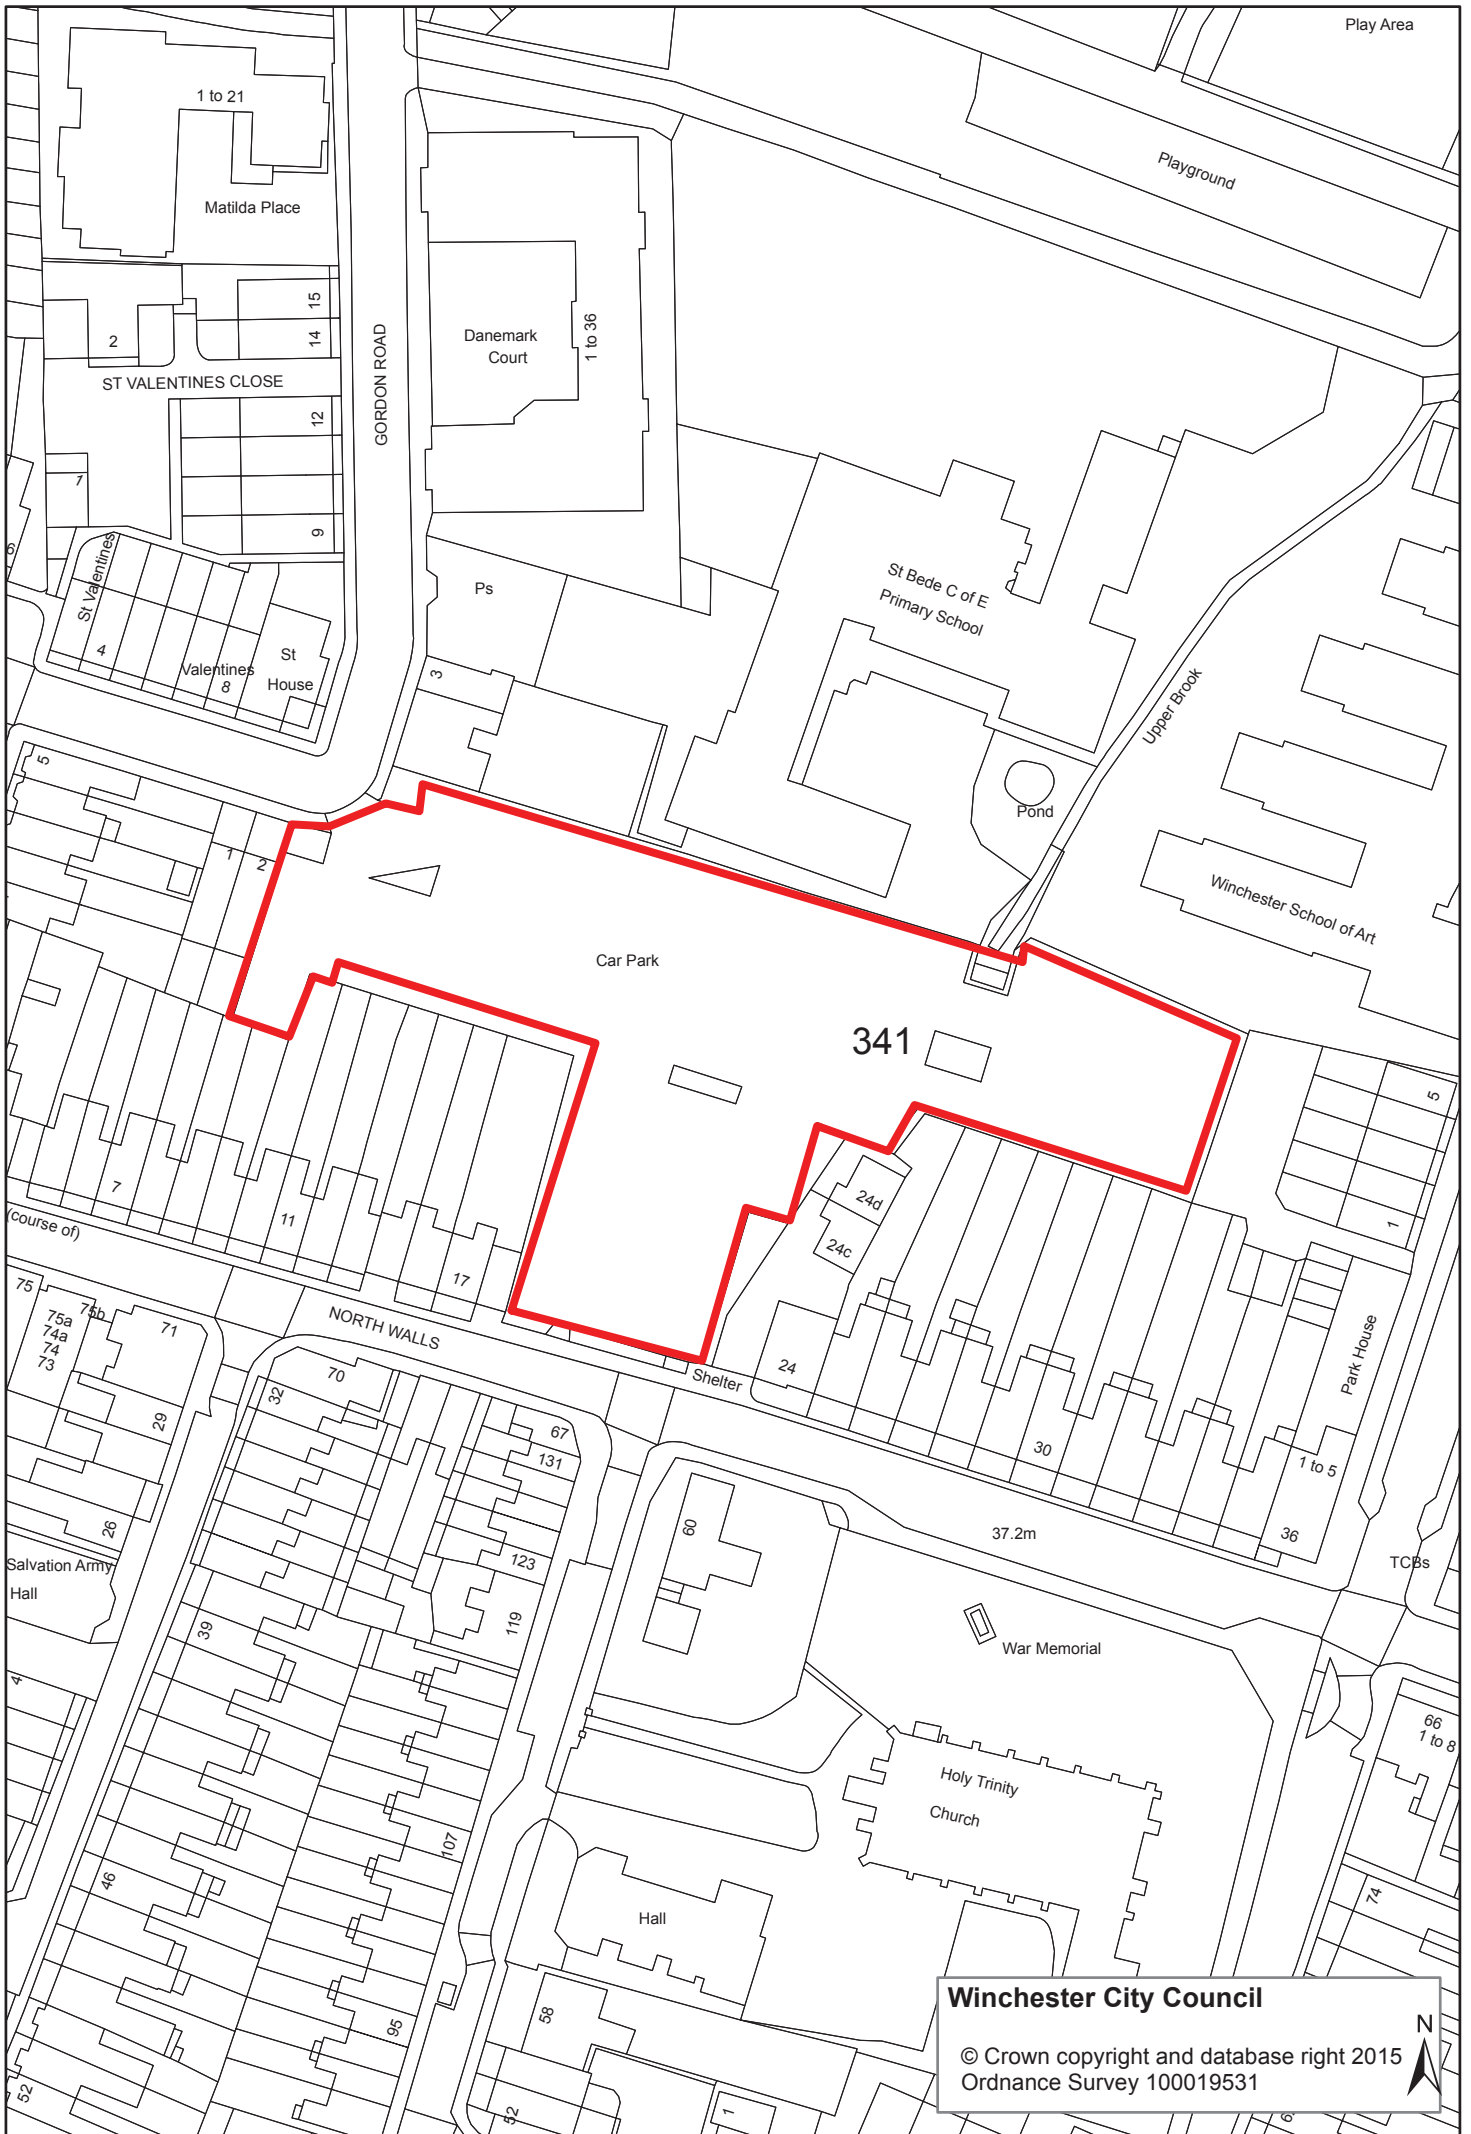 Play Area
1 to 21
Playground
Matilda Place
15
14
2
Danemark
Court
1 to 36
GORDON ROAD
ST VALENTINES CLOSE
12
1
9
6
St Valentines
4
Valentines
8
St
House
Ps
3
St Bede C of E
Primary School
Upper Brook
5
Pond
1
2
Winchester School of Art
Car Park
341
5
1
7
11
17
(course of)
24d
24c
24
NORTH WALLS
Shelter
Park House
75
75a
74a
74
73
75b
71
70
32
29
67
131
30
1 to 5
36
26
123
60
37.2m
TCBs
Salvation Army
Hall
39
119
War Memorial
4
66
1 to 8
Holy Trinity
Church
107
46
74
Hall
95
58
52
52
1
Winchester City Council
N
© Crown copyright and database right 2015
Ordnance Survey 100019531